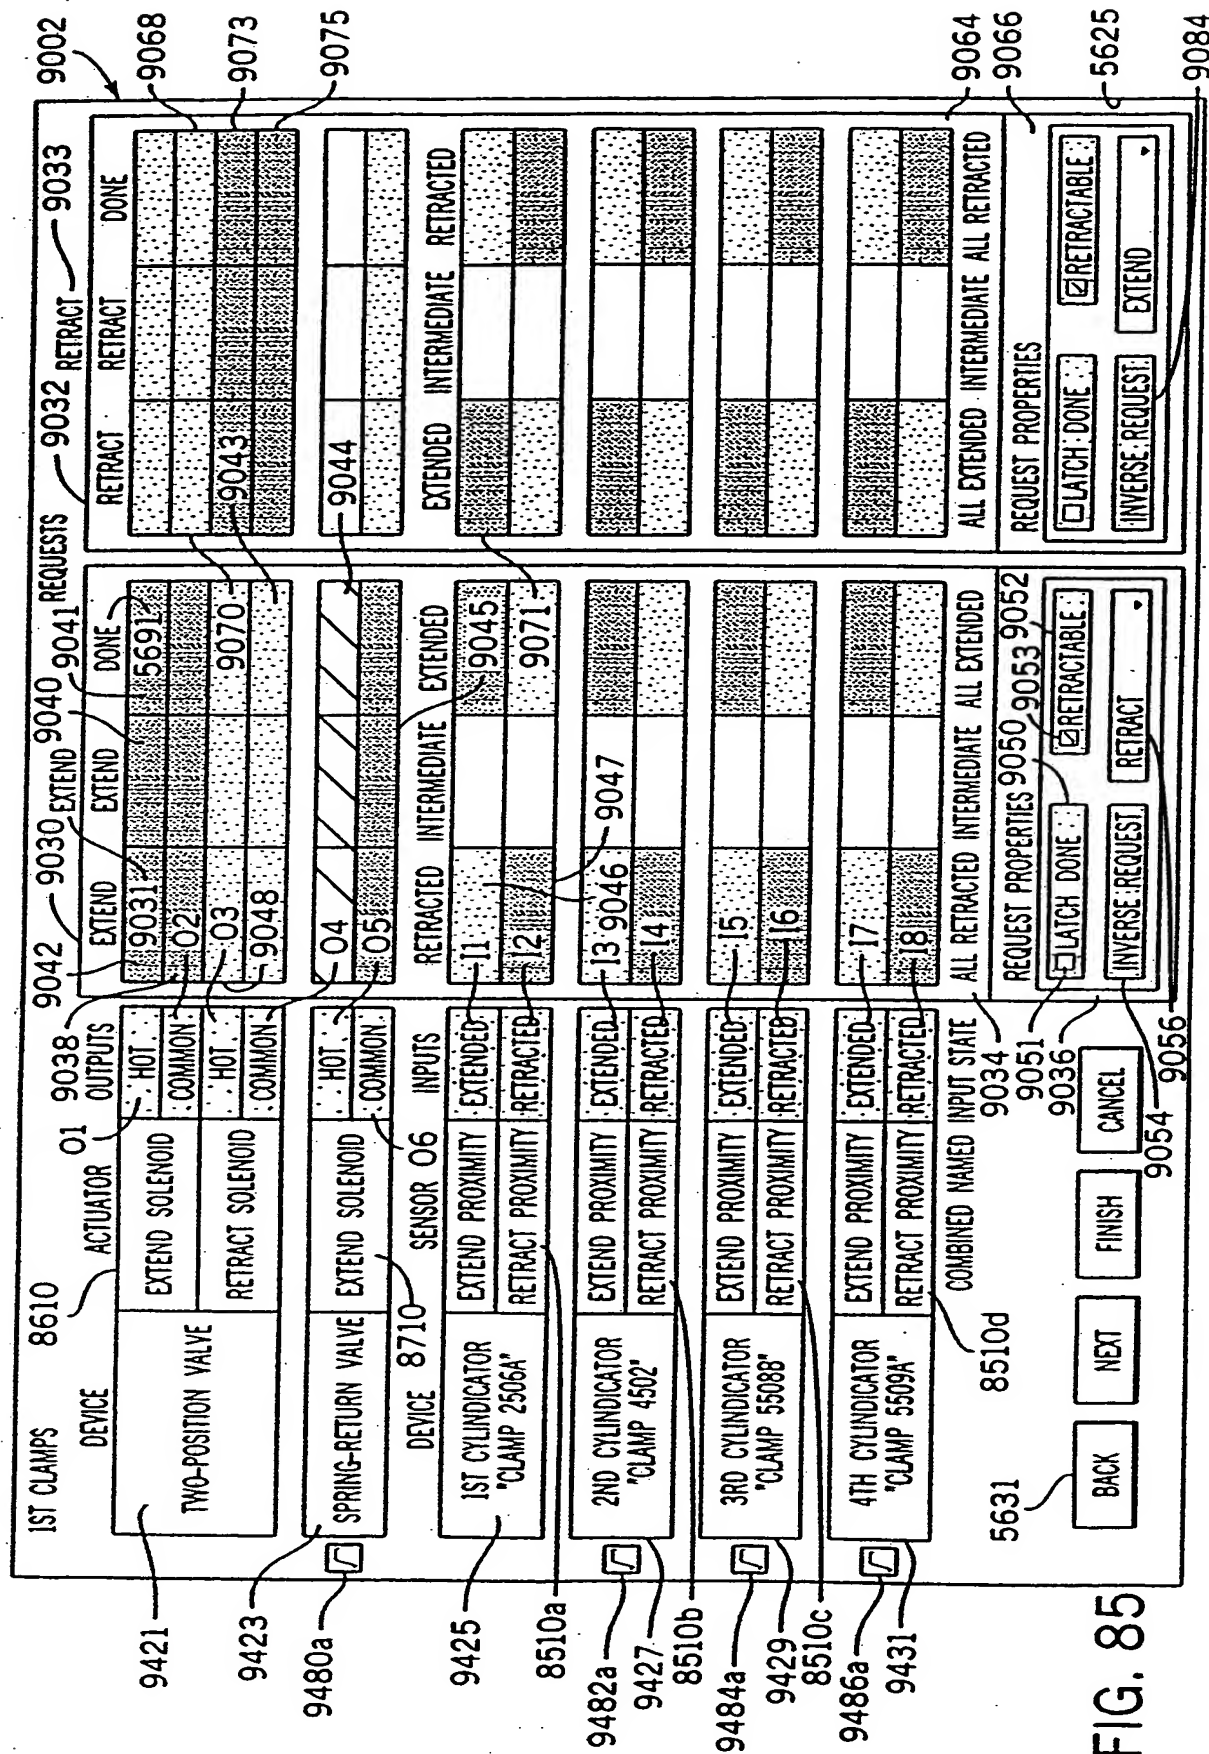 9002
9068
9073
9075
9064
9066
5625
9084
9033
RETRACT
9032
REQUESTS
9041
9040
EXTEND
9030
9042
9038
O1
8610
1ST CLAMPS
DEVICE
ACTUATOR
OUTPUTS
EXTEND
EXTEND
DONE
RETRACT
RETRACT
DONE
TWO-POSITION VALVE
EXTEND SOLENOID
HOT
COMMON
RETRACT SOLENOID
HOT
COMMON
9031
O2
O3
9048
5691
9070
9043
SPRING-RETURN VALVE
EXTEND SOLENOID
HOT
COMMON
O4
O5
9044
8710
O6
DEVICE
SENSOR
INPUTS
RETRACTED
INTERMEDIATE
EXTENDED
EXTENDED
INTERMEDIATE
RETRACTED
1ST CYLINDICATOR
"CLAMP 2506A"
EXTEND PROXIMITY
EXTENDED
I1
9045
RETRACT PROXIMITY
RETRACTED
I2
9071
2ND CYLINDICATOR
"CLAMP 4502"
EXTEND PROXIMITY
EXTENDED
I3
9046
9047
RETRACT PROXIMITY
RETRACTED
I4
3RD CYLINDICATOR
"CLAMP 5508B"
EXTEND PROXIMITY
EXTENDED
I5
RETRACT PROXIMITY
RETRACTED
I6
4TH CYLINDICATOR
"CLAMP 5509A"
EXTEND PROXIMITY
EXTENDED
I7
RETRACT PROXIMITY
RETRACTED
I8
COMBINED NAMED INPUT STATE
ALL RETRACTED INTERMEDIATE ALL EXTENDED
ALL EXTENDED INTERMEDIATE ALL RETRACTED
9034
8510d
REQUEST PROPERTIES
9050
9053
9052
LATCH DONE
RETRACTABLE
INVERSE REQUEST
RETRACT
REQUEST PROPERTIES
LATCH DONE
RETRACTABLE
INVERSE REQUEST
EXTEND
9051
9036
9054
9056
5631
BACK
NEXT
FINISH
CANCEL
9421
9423
9480a
9425
8510a
9482a
9427
8510b
9484a
9429
8510c
9486a
9431
FIG. 85